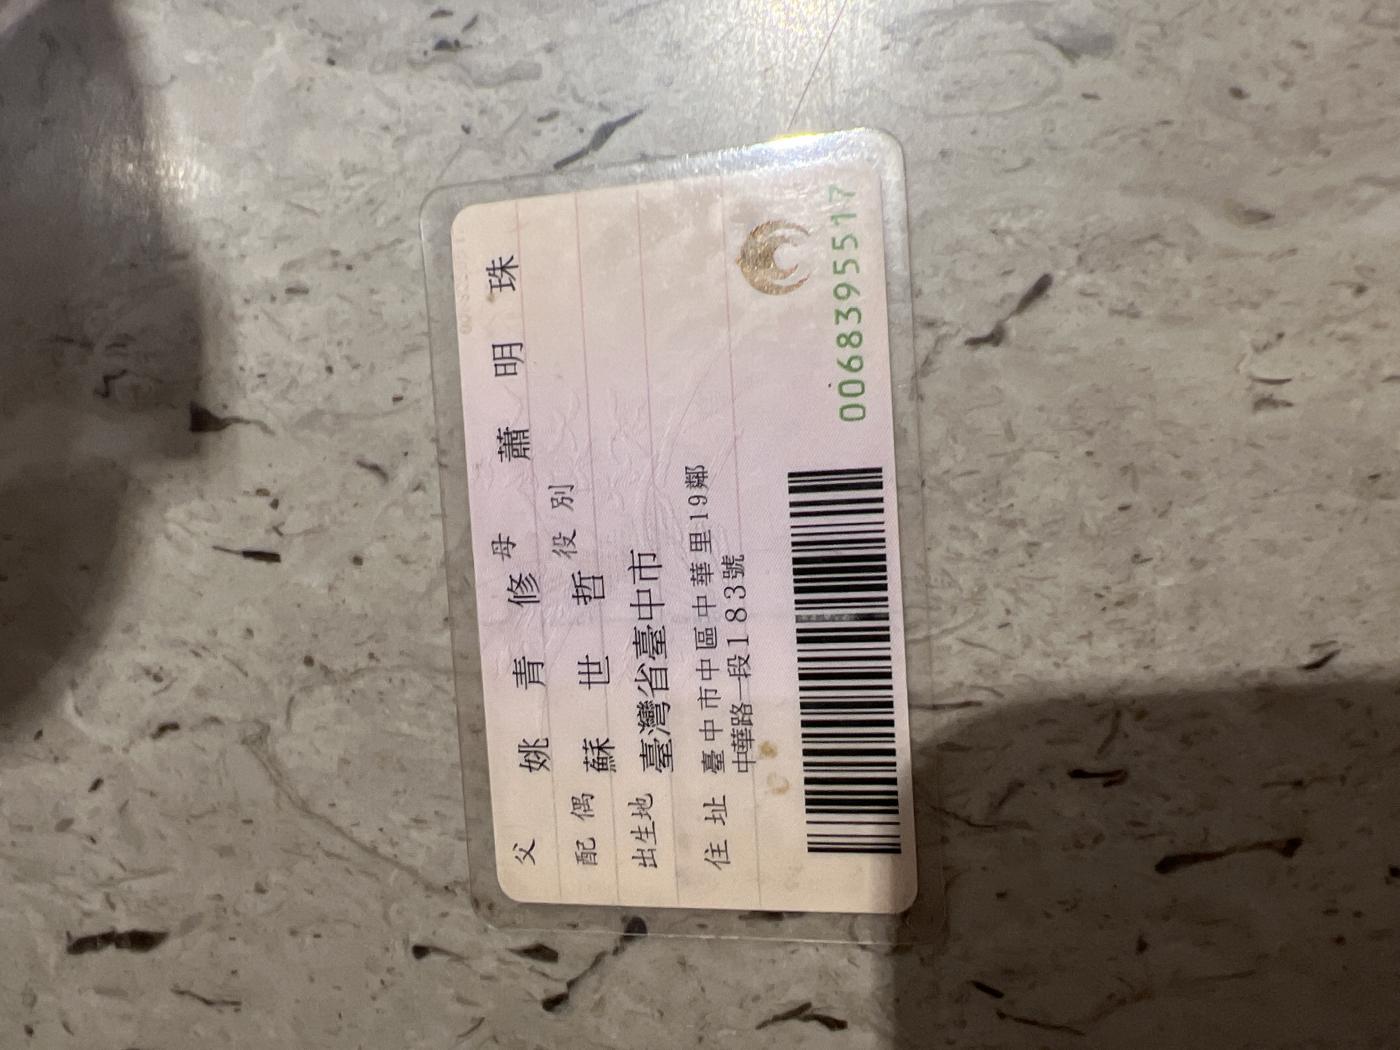 父 姚青修 母 蕭明珠
配偶 蘇世哲 役別
出生地 臺灣省臺中市
住址 臺中市中區中華里19鄰
中華路一段183號
0068395517